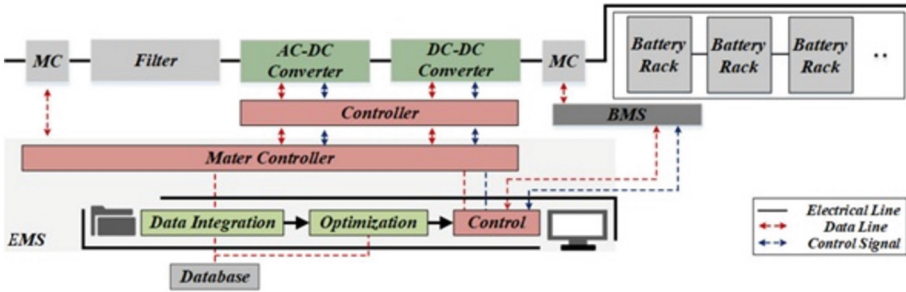 MC
Filter
AC-DC
Converter
DC-DC
Converter
MC
Battery
Rack
Battery
Rack
Battery
Rack
..
Controller
BMS
Mater Controller
Data Integration
Optimization
Control
EMS
Database
Electrical Line
Data Line
Control Signal